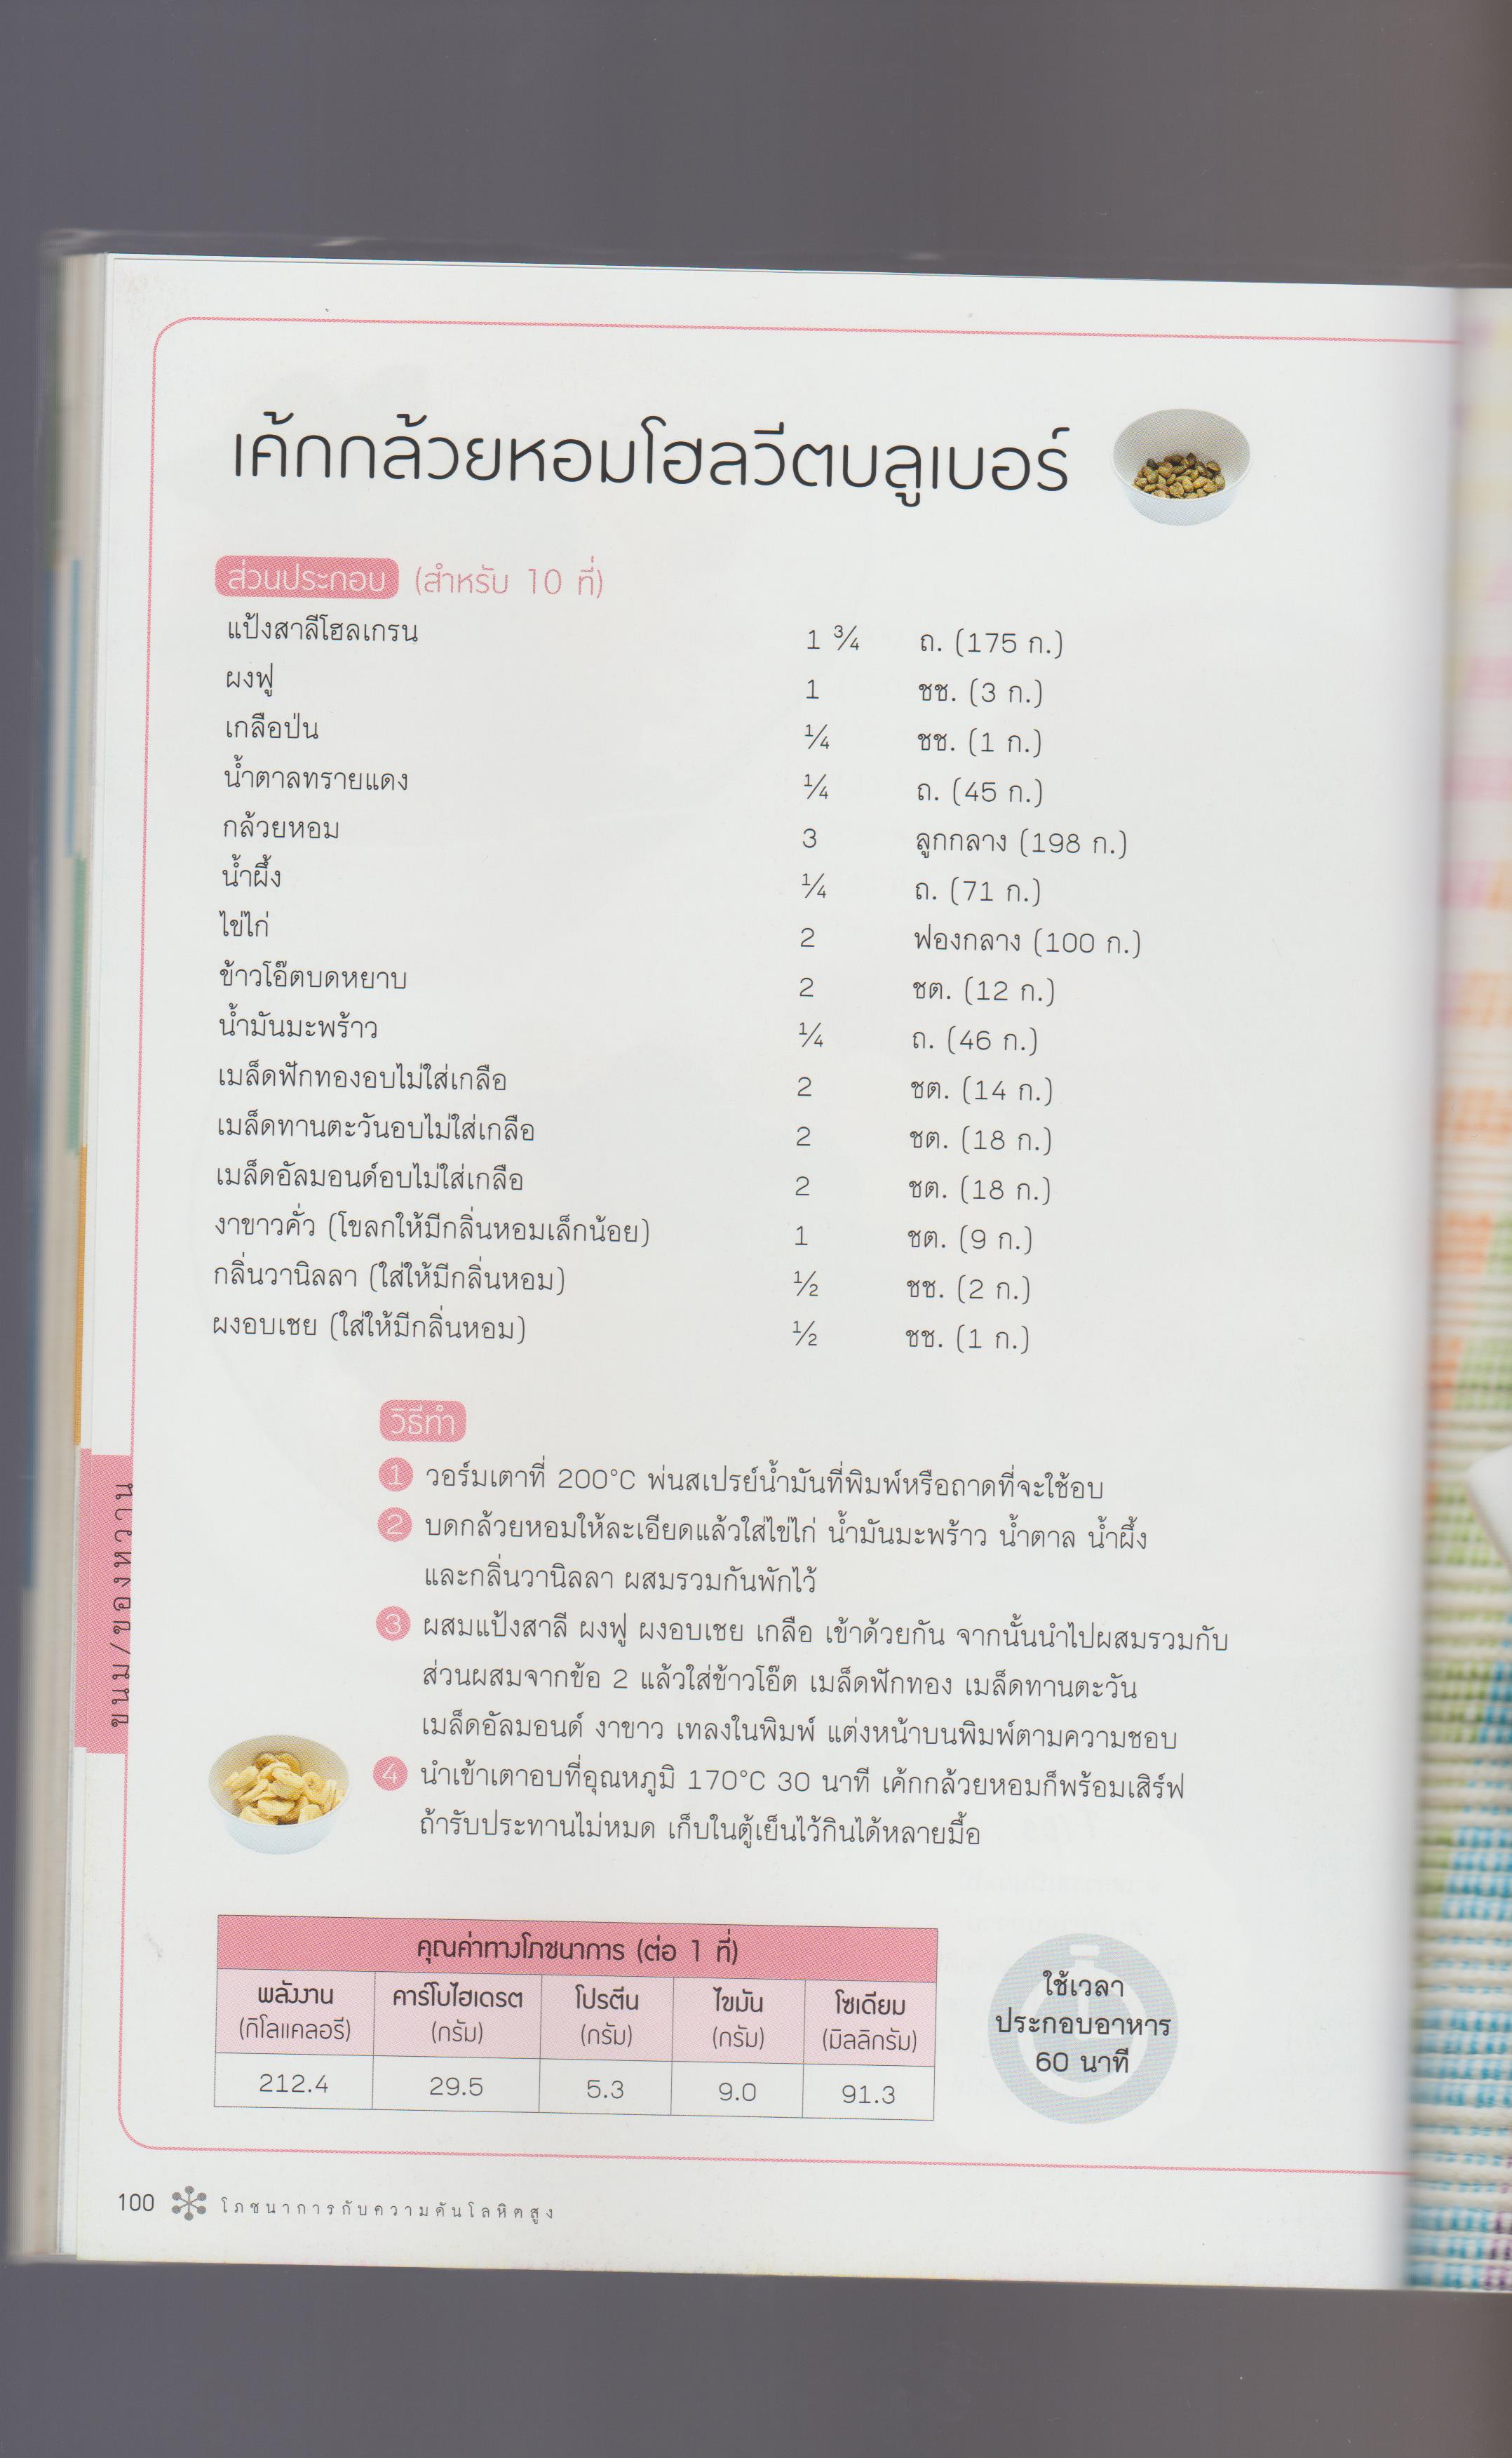 เค้กกล้วยหอมโฮลวีตบลูเบอร์
ส่วนประกอบ (สำหรับ 10 ที่)
แป้งสาลีโฮลเกรน 1 ¾ ถ. (175 ก.)
ผงฟู 1 ชช. (3 ก.)
เกลือป่น ¼ ชช. (1 ก.)
น้ำตาลทรายแดง ¼ ถ. (45 ก.)
กล้วยหอม 3 ลูกกลาง (198 ก.)
น้ำผึ้ง ¼ ถ. (71 ก.)
ไข่ไก่ 2 ฟองกลาง (100 ก.)
ข้าวโอ๊ตบดหยาบ 2 ชต. (12 ก.)
น้ำมันมะพร้าว ¼ ถ. (46 ก.)
เมล็ดฟักทองอบไม่ใส่เกลือ 2 ชต. (14 ก.)
เมล็ดทานตะวันอบไม่ใส่เกลือ 2 ชต. (18 ก.)
เมล็ดอัลมอนด์อบไม่ใส่เกลือ 2 ชต. (18 ก.)
งาขาวคั่ว (โขลกให้มีกลิ่นหอมเล็กน้อย) 1 ชต. (9 ก.)
กลิ่นวานิลลา (ใส่ให้มีกลิ่นหอม) ½ ชช. (2 ก.)
ผงอบเชย (ใส่ให้มีกลิ่นหอม) ½ ชช. (1 ก.)
วิธีทำ
1 วอร์มเตาที่ 200°C พ่นสเปรย์น้ำมันที่พิมพ์หรือถาดที่จะใช้อบ
2 บดกล้วยหอมให้ละเอียดแล้วใส่ไข่ไก่ น้ำมันมะพร้าว น้ำตาล น้ำผึ้ง
และกลิ่นวานิลลา ผสมรวมกันพักไว้
3 ผสมแป้งสาลี ผงฟู ผงอบเชย เกลือ เข้าด้วยกัน จากนั้นนำไปผสมรวมกับ
ส่วนผสมจากข้อ 2 แล้วใส่ข้าวโอ๊ต เมล็ดฟักทอง เมล็ดทานตะวัน
เมล็ดอัลมอนด์ งาขาว เทลงในพิมพ์ แต่งหน้าบนพิมพ์ตามความชอบ
4 นำเข้าเตาอบที่อุณหภูมิ 170°C 30 นาที เค้กกล้วยหอมก็พร้อมเสิร์ฟ
ถ้ารับประทานไม่หมด เก็บในตู้เย็นไว้กินได้หลายมื้อ
ขนม/ของหวาน
คุณค่าทางโภชนาการ (ต่อ 1 ที่)
พลังงาน คาร์โบไฮเดรต โปรตีน ไขมัน โซเดียม
(กิโลแคลอรี) (กรัม) (กรัม) (กรัม) (มิลลิกรัม)
212.4 29.5 5.3 9.0 91.3
ใช้เวลา
ประกอบอาหาร
60 นาที
100 โภชนาการกับความดันโลหิตสูง